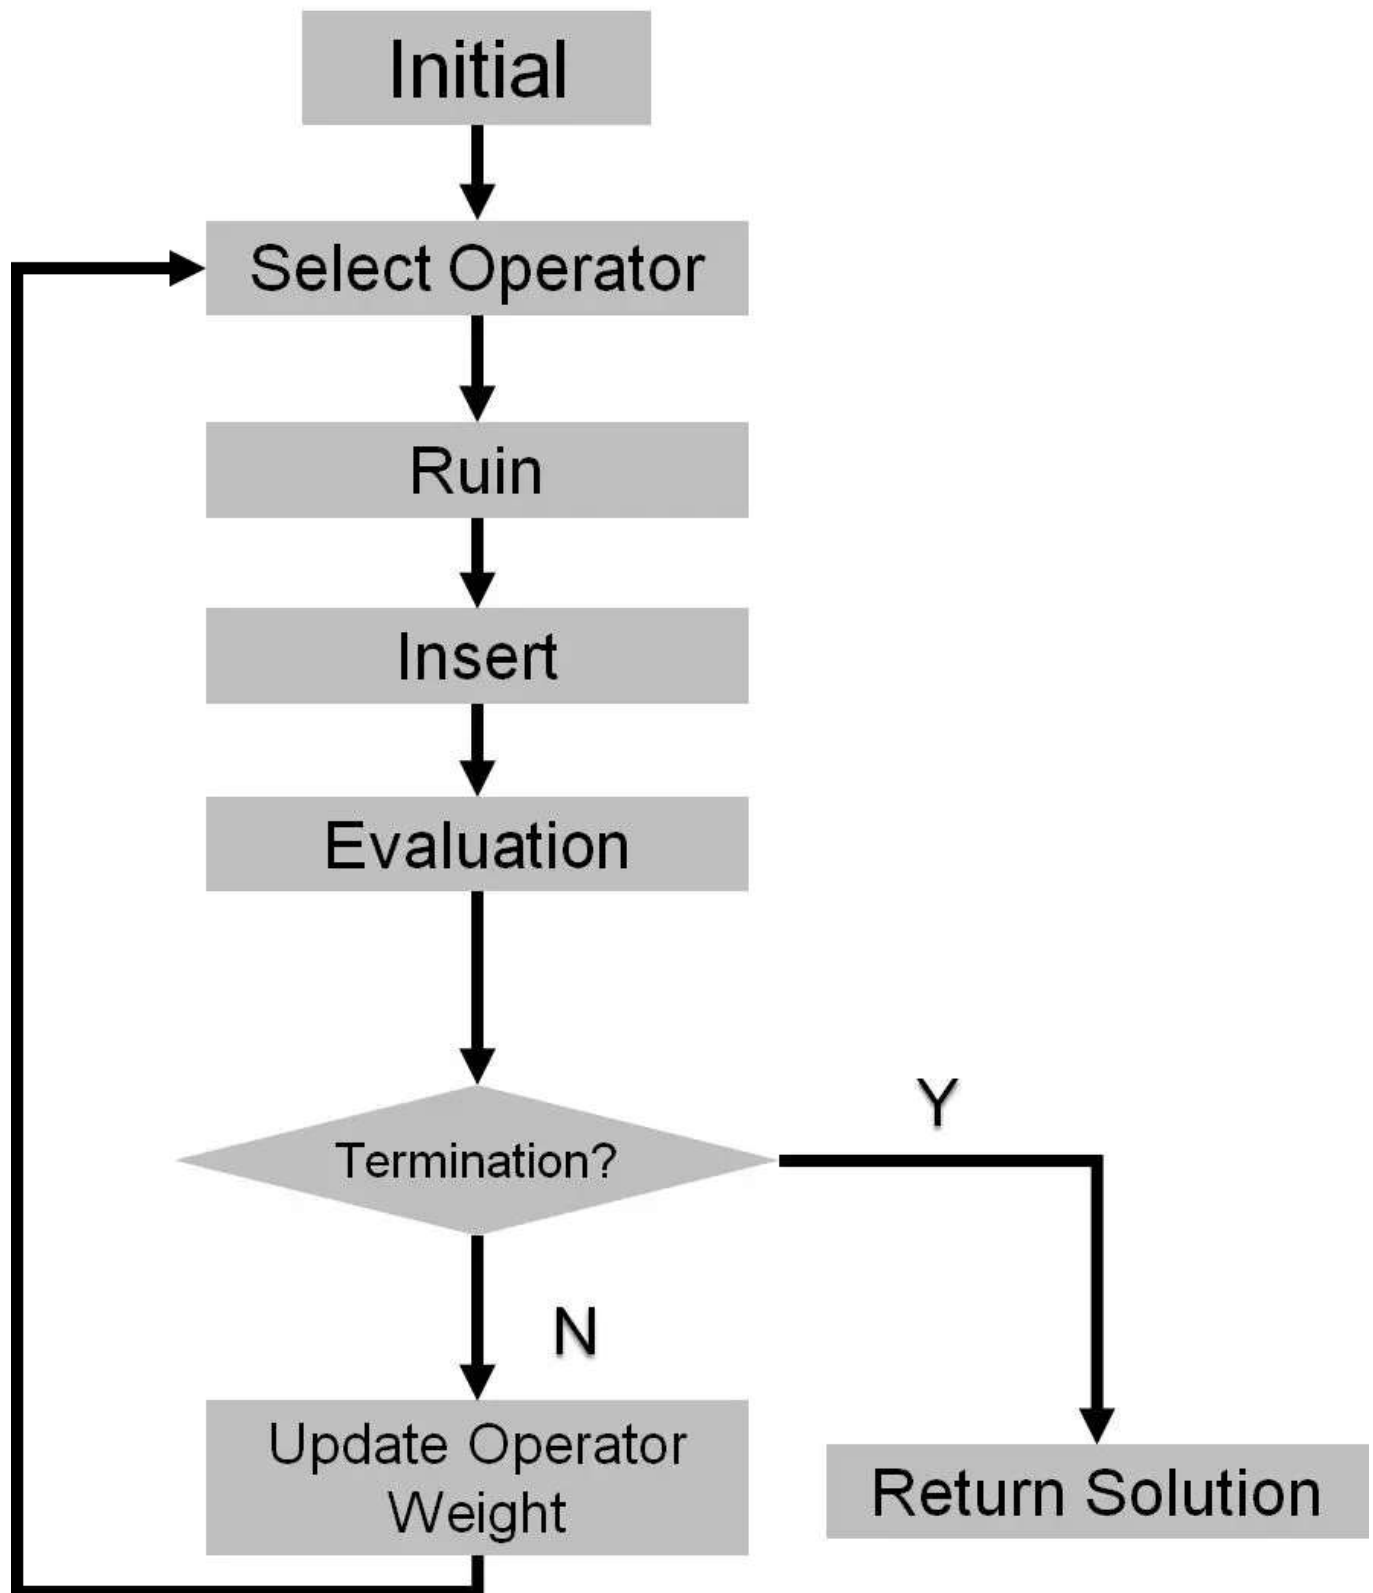 Initial
Select Operator
Ruin
Insert
Evaluation
Termination?
Y
N
Update Operator
Weight
Return Solution